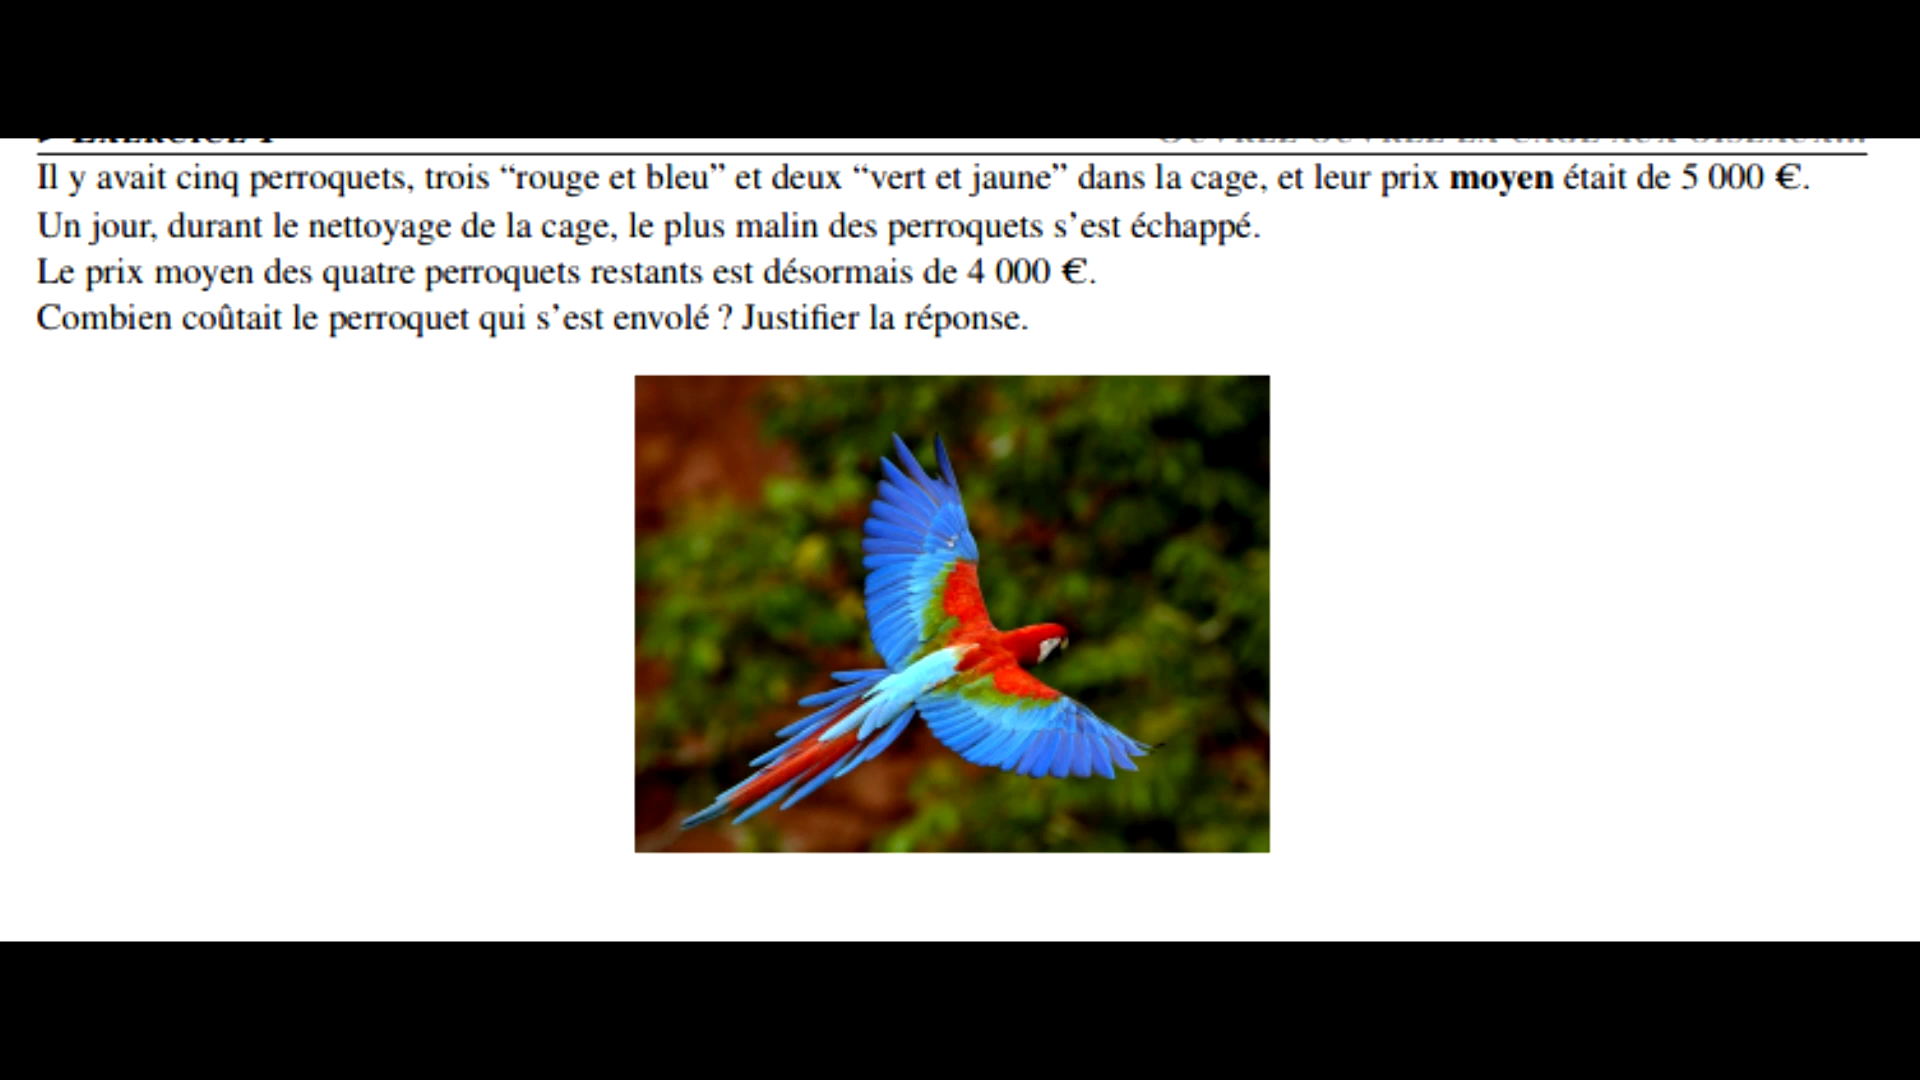 Il y avait cinq perroquets, trois “rouge et bleu” et deux “vert et jaune” dans la cage, et leur prix moyen était de 5 000 €.
Un jour, durant le nettoyage de la cage, le plus malin des perroquets s’est échappé.
Le prix moyen des quatre perroquets restants est désormais de 4 000 €.
Combien coûtait le perroquet qui s’est envolé ? Justifier la réponse.